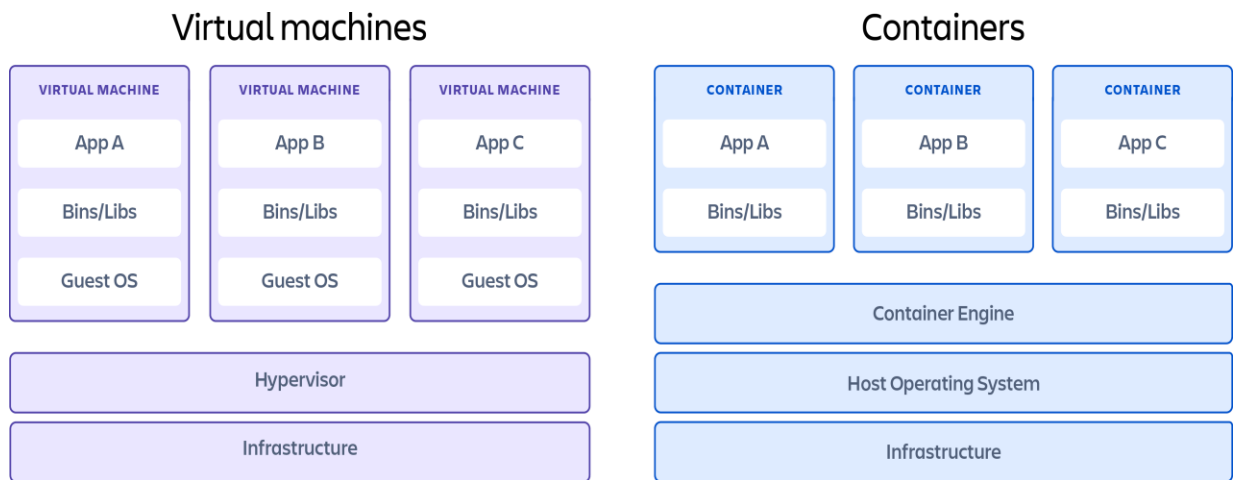 Virtual machines
VIRTUAL MACHINE
App A
Bins/Libs
Guest OS
VIRTUAL MACHINE
App B
Bins/Libs
Guest OS
VIRTUAL MACHINE
App C
Bins/Libs
Guest OS
Hypervisor
Infrastructure
Containers
CONTAINER
App A
Bins/Libs
CONTAINER
App B
Bins/Libs
CONTAINER
App C
Bins/Libs
Container Engine
Host Operating System
Infrastructure